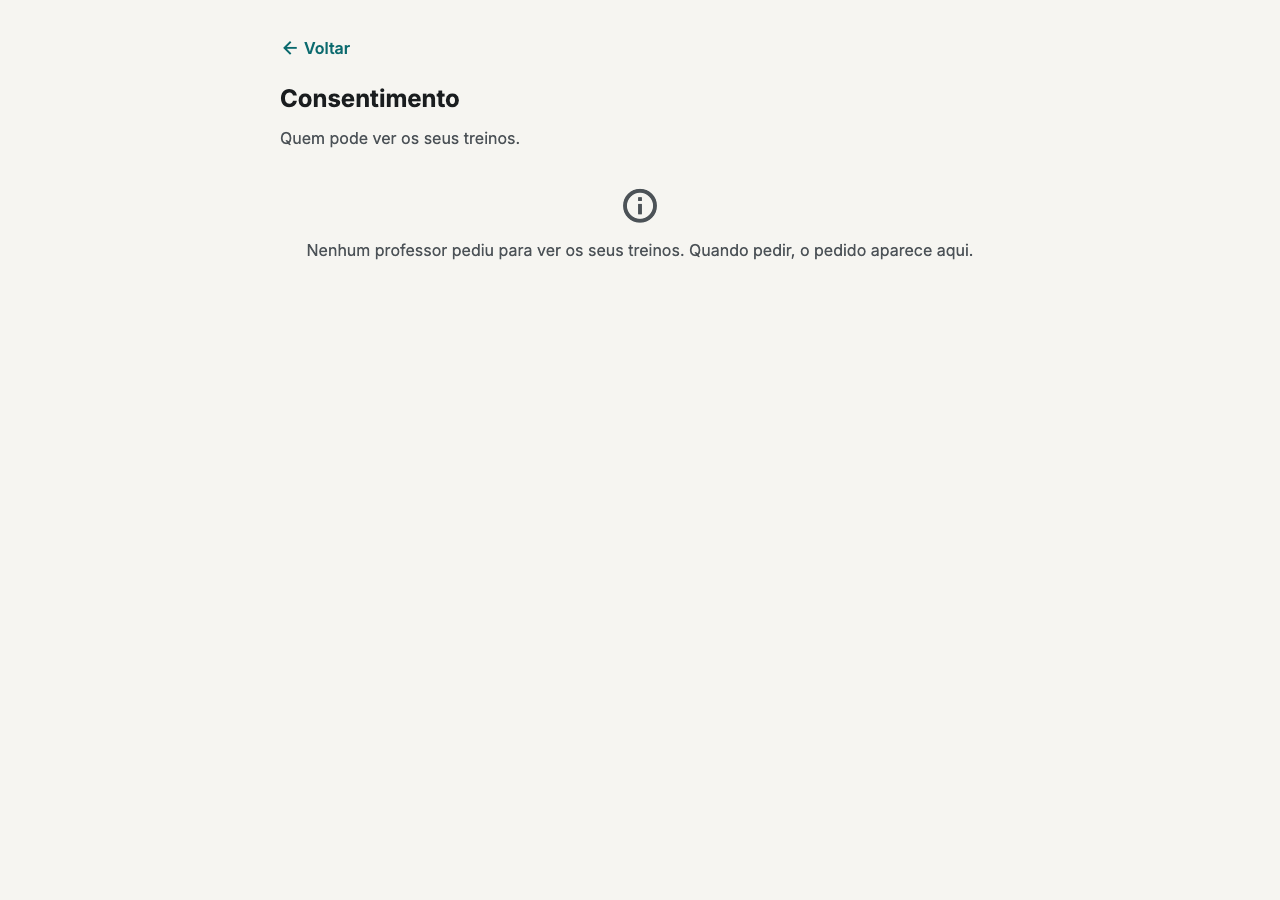 Voltar
Consentimento
Quem pode ver os seus treinos.
Nenhum professor pediu para ver os seus treinos. Quando pedir, o pedido aparece aqui.